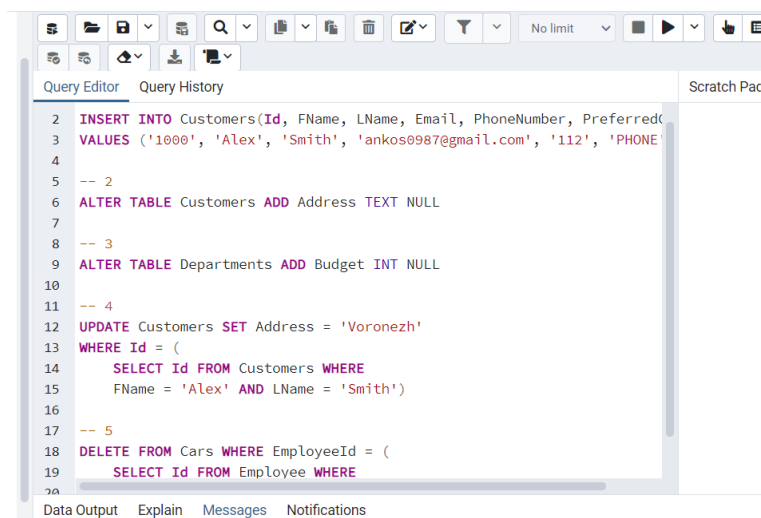 No limit
Query Editor Query History Scratch Pad
2 INSERT INTO Customers(Id, FName, LName, Email, PhoneNumber, Preferred
3 VALUES ('1000', 'Alex', 'Smith', 'ankos0987@gmail.com', '112', 'PHONE'
4
5 -- 2
6 ALTER TABLE Customers ADD Address TEXT NULL
7
8 -- 3
9 ALTER TABLE Departments ADD Budget INT NULL
10
11 -- 4
12 UPDATE Customers SET Address = 'Voronezh'
13 WHERE Id = (
14 SELECT Id FROM Customers WHERE
15 FName = 'Alex' AND LName = 'Smith')
16
17 -- 5
18 DELETE FROM Cars WHERE EmployeeId = (
19 SELECT Id FROM Employee WHERE
20
Data Output Explain Messages Notifications